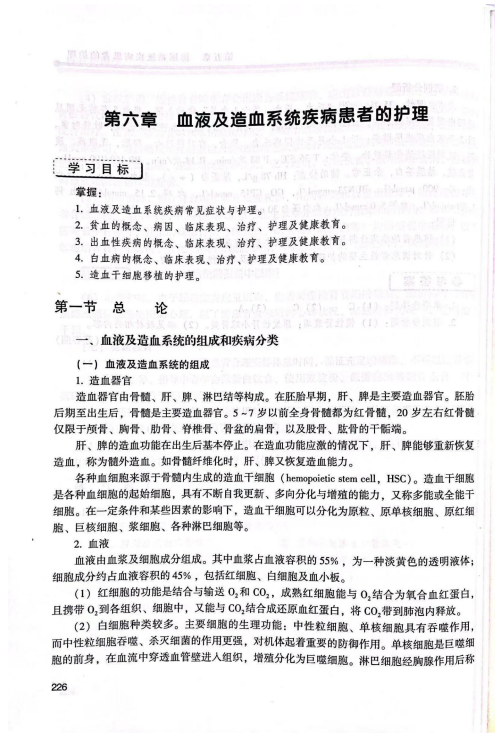 第六章 血液及造血系统疾病患者的护理
学习目标
掌握：
1. 血液及造血系统疾病常见症状与护理。
2. 贫血的概念、病因、临床表现、治疗、护理及健康教育。
3. 出血性疾病的概念、临床表现、治疗、护理及健康教育。
4. 白血病的概念、临床表现、治疗、护理及健康教育。
5. 造血干细胞移植的护理。
第一节 总 论
一、血液及造血系统的组成和疾病分类
（一）血液及造血系统的组成
1. 造血器官
造血器官由骨髓、肝、脾、淋巴结等构成。在胚胎早期，肝、脾是主要造血器官。胚胎
后期至出生后，骨髓是主要造血器官。5~7 岁以前全身骨髓都为红骨髓，20 岁左右红骨髓
仅限于颅骨、胸骨、肋骨、脊椎骨、骨盆的扁骨，以及股骨、肱骨的干骺端。
肝、脾的造血功能在出生后基本停止。在造血功能应激的情况下，肝、脾能够重新恢复
造血，称为髓外造血。如骨髓纤维化时，肝、脾又恢复造血能力。
各种血细胞来源于骨髓内生成的造血干细胞（hemopoietic stem cell，HSC）。造血干细胞
是各种血细胞的起始细胞，具有不断自我更新、多向分化与增殖的能力，又称多能或全能干
细胞。在一定条件和某些因素的影响下，造血干细胞可以分化为原粒、原单核细胞、原红细
胞、巨核细胞、浆细胞、各种淋巴细胞等。
2. 血液
血液由血浆及细胞成分组成。其中血浆占血液容积的 55%，为一种淡黄色的透明液体；
细胞成分约占血液容积的 45%，包括红细胞、白细胞及血小板。
（1）红细胞的功能是结合与输送 O₂和 CO₂，成熟红细胞能与 O₂结合为氧合血红蛋白，
且携带 O₂到各组织、细胞中，又能与 CO₂结合成还原血红蛋白，将 CO₂带到肺泡内释放。
（2）白细胞种类较多。主要细胞的生理功能：中性粒细胞、单核细胞具有吞噬作用，
而中性粒细胞吞噬、杀灭细菌的作用更强，对机体起着重要的防御作用。单核细胞是巨噬细
胞的前身，在血流中穿透血管壁进入组织，增殖分化为巨噬细胞。淋巴细胞经胸腺作用后称
226